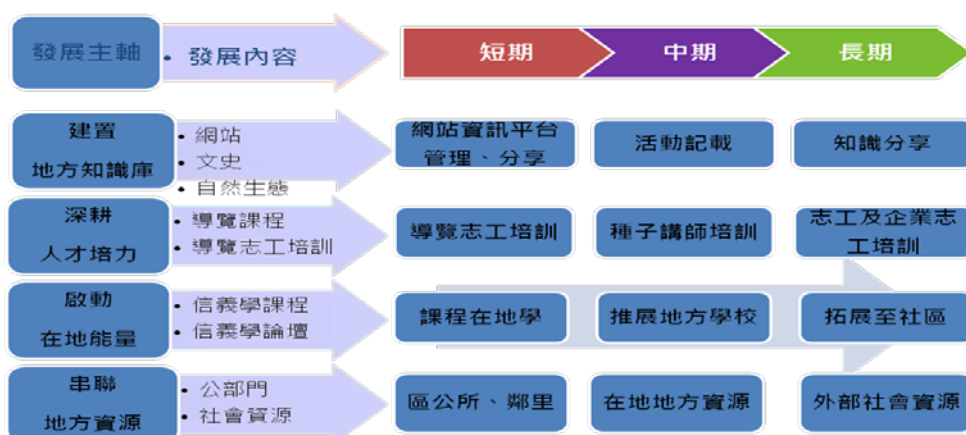 發展主軸
• 發展內容
短期
中期
長期
建置
地方知識庫
• 網站
• 文史
• 自然生態
網站資訊平台
管理、分享
活動記載
知識分享
深耕
人才培力
• 導覽課程
• 導覽志工培訓
導覽志工培訓
種子講師培訓
志工及企業志
工培訓
啟動
在地能量
• 信義學課程
• 信義學論壇
課程在地學
推展地方學校
拓展至社區
串聯
地方資源
• 公部門
• 社會資源
區公所、鄰里
在地地方資源
外部社會資源